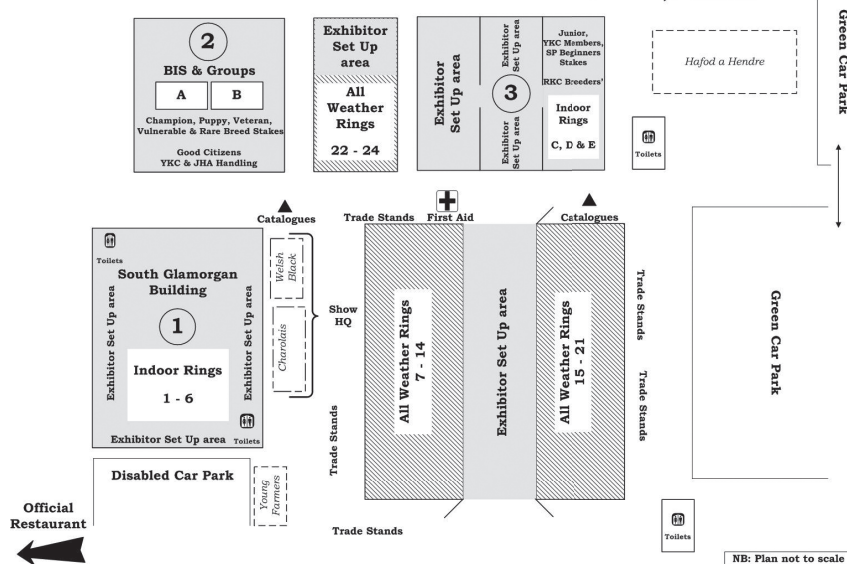 2
BIS & Groups
A
B
Champion, Puppy, Veteran,
Vulnerable & Rare Breed Stakes
Good Citizens
YKC & JHA Handling
Exhibitor
Set Up
area
All
Weather
Rings
22 - 24
Exhibitor
Set Up area
Exhibitor
Set Up area
3
Exhibitor
Set Up area
Junior,
YKC Members,
SP Beginners
Stakes
RKC Breeders'
Indoor
Rings
C, D & E
Hafod a Hendre
Toilets
Green Car Park
Catalogues
Trade Stands
First Aid
Catalogues
Toilets
South Glamorgan
Building
Exhibitor Set Up area
1
Exhibitor Set Up area
Indoor Rings
1 - 6
Exhibitor Set Up area
Toilets
Welsh
Black
Charolais
Show
HQ
All Weather Rings
7 - 14
Exhibitor Set Up area
All Weather Rings
15 - 21
Trade Stands
Trade Stands
Green Car Park
Trade Stands
Disabled Car Park
Young
Farmers
Official
Restaurant
Trade Stands
Toilets
NB: Plan not to scale